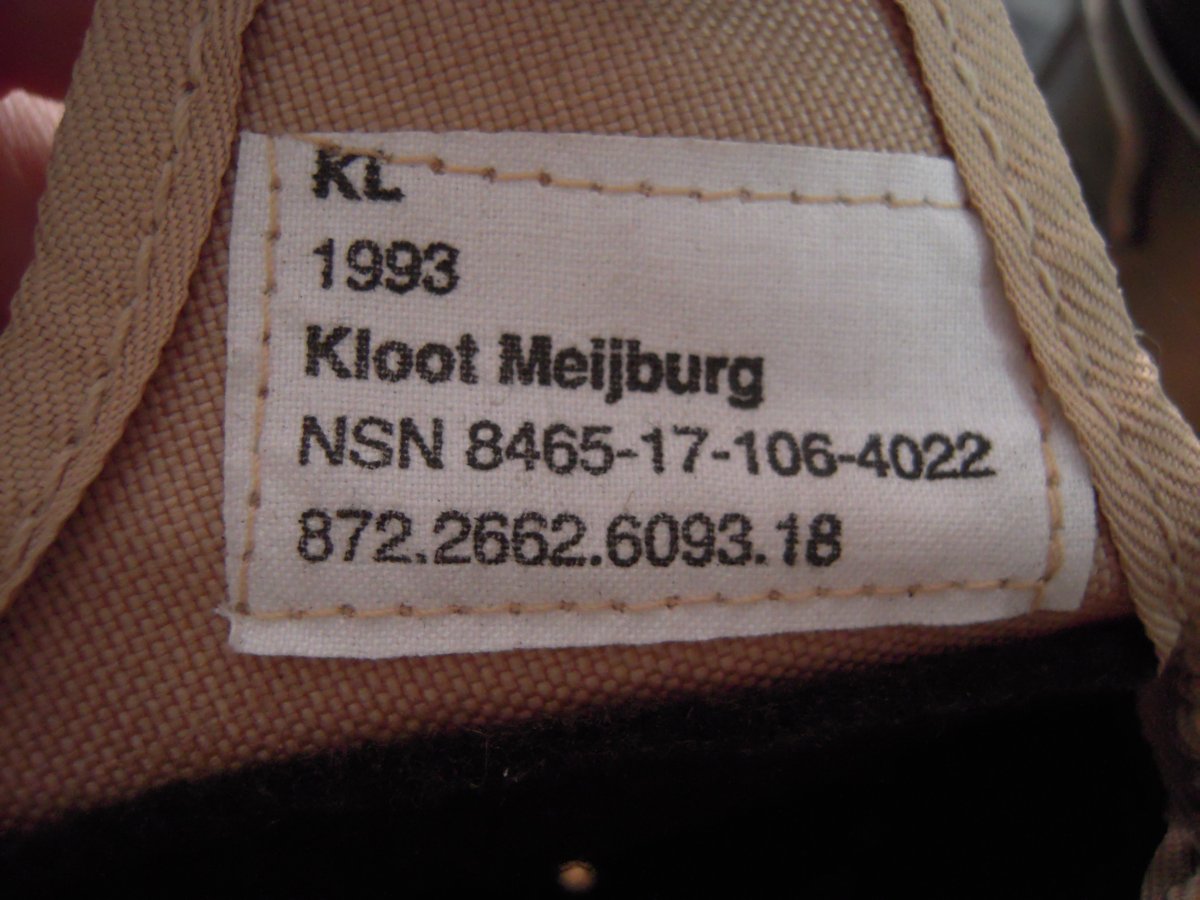 KL
1993
Kloot Meijburg
NSN 8465-17-106-4022
872.2662.6093.18